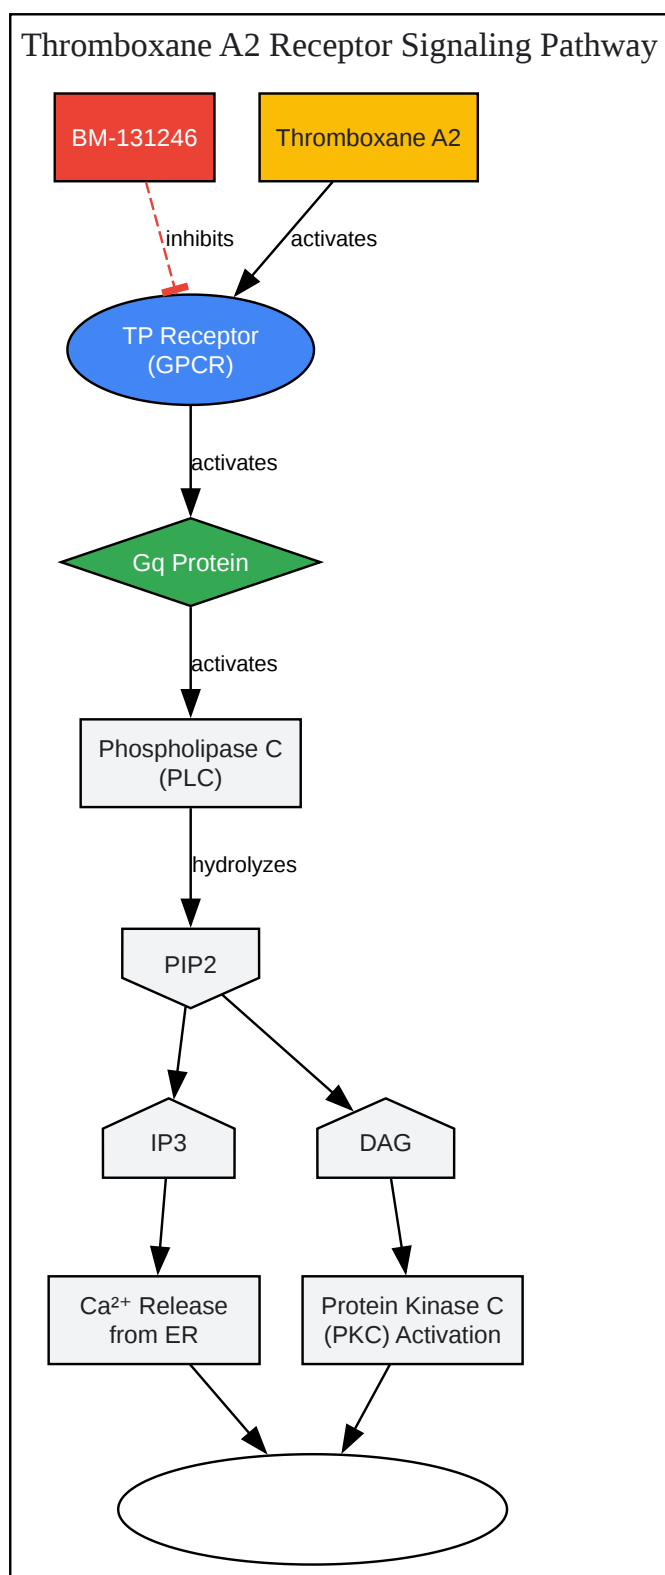 Thromboxane A2 Receptor Signaling Pathway
BM-131246
Thromboxane A2
inhibits
activates
TP Receptor
(GPCR)
activates
Gq Protein
activates
Phospholipase C
(PLC)
hydrolyzes
PIP2
IP3
DAG
Ca²⁺ Release
from ER
Protein Kinase C
(PKC) Activation